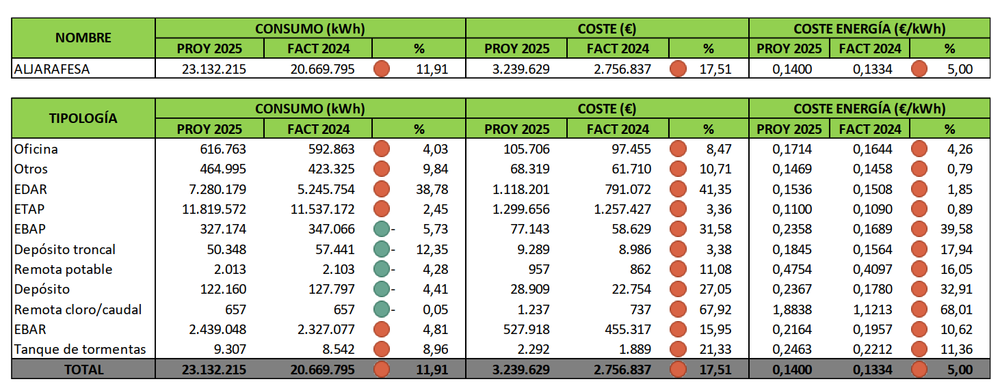 NOMBRE CONSUMO (kWh) COSTE (€) COSTE ENERGÍA (€/kWh)
PROY 2025 FACT 2024 % PROY 2025 FACT 2024 % PROY 2025 FACT 2024 %
ALJARAFESA 23.132.215 20.669.795 11,91 3.239.629 2.756.837 17,51 0,1400 0,1334 5,00
TIPOLOGÍA CONSUMO (kWh) COSTE (€) COSTE ENERGÍA (€/kWh)
PROY 2025 FACT 2024 % PROY 2025 FACT 2024 % PROY 2025 FACT 2024 %
Oficina 616.763 592.863 4,03 105.706 97.455 8,47 0,1714 0,1644 4,26
Otros 464.995 423.325 9,84 68.319 61.710 10,71 0,1469 0,1458 0,79
EDAR 7.280.179 5.245.754 38,78 1.118.201 791.072 41,35 0,1536 0,1508 1,85
ETAP 11.819.572 11.537.172 2,45 1.299.656 1.257.427 3,36 0,1100 0,1090 0,89
EBAP 327.174 347.066 - 5,73 77.143 58.629 31,58 0,2358 0,1689 39,58
Depósito troncal 50.348 57.441 - 12,35 9.289 8.986 3,38 0,1845 0,1564 17,94
Remota potable 2.013 2.103 - 4,28 957 862 11,08 0,4754 0,4097 16,05
Depósito 122.160 127.797 - 4,41 28.909 22.754 27,05 0,2367 0,1780 32,91
Remota cloro/caudal 657 657 - 0,05 1.237 737 67,92 1,8838 1,1213 68,01
EBAR 2.439.048 2.327.077 4,81 527.918 455.317 15,95 0,2164 0,1957 10,62
Tanque de tormentas 9.307 8.542 8,96 2.292 1.889 21,33 0,2463 0,2212 11,36
TOTAL 23.132.215 20.669.795 11,91 3.239.629 2.756.837 17,51 0,1400 0,1334 5,00